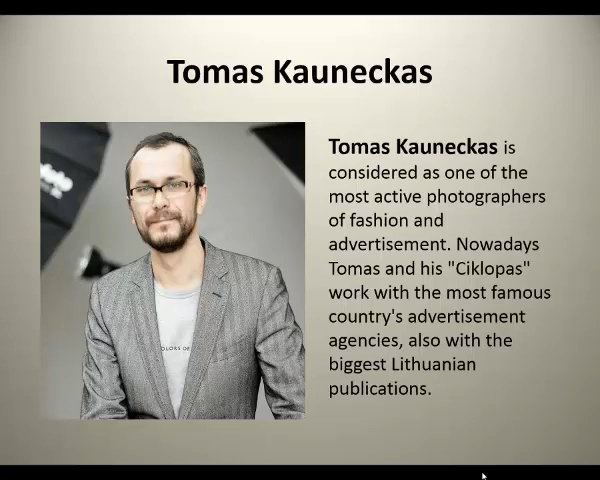 Tomas Kauneckas
Tomas Kauneckas is
considered as one of the
most active photographers
of fashion and
advertisement. Nowadays
Tomas and his "Ciklopas"
work with the most famous
country's advertisement
agencies, also with the
biggest Lithuanian
publications.